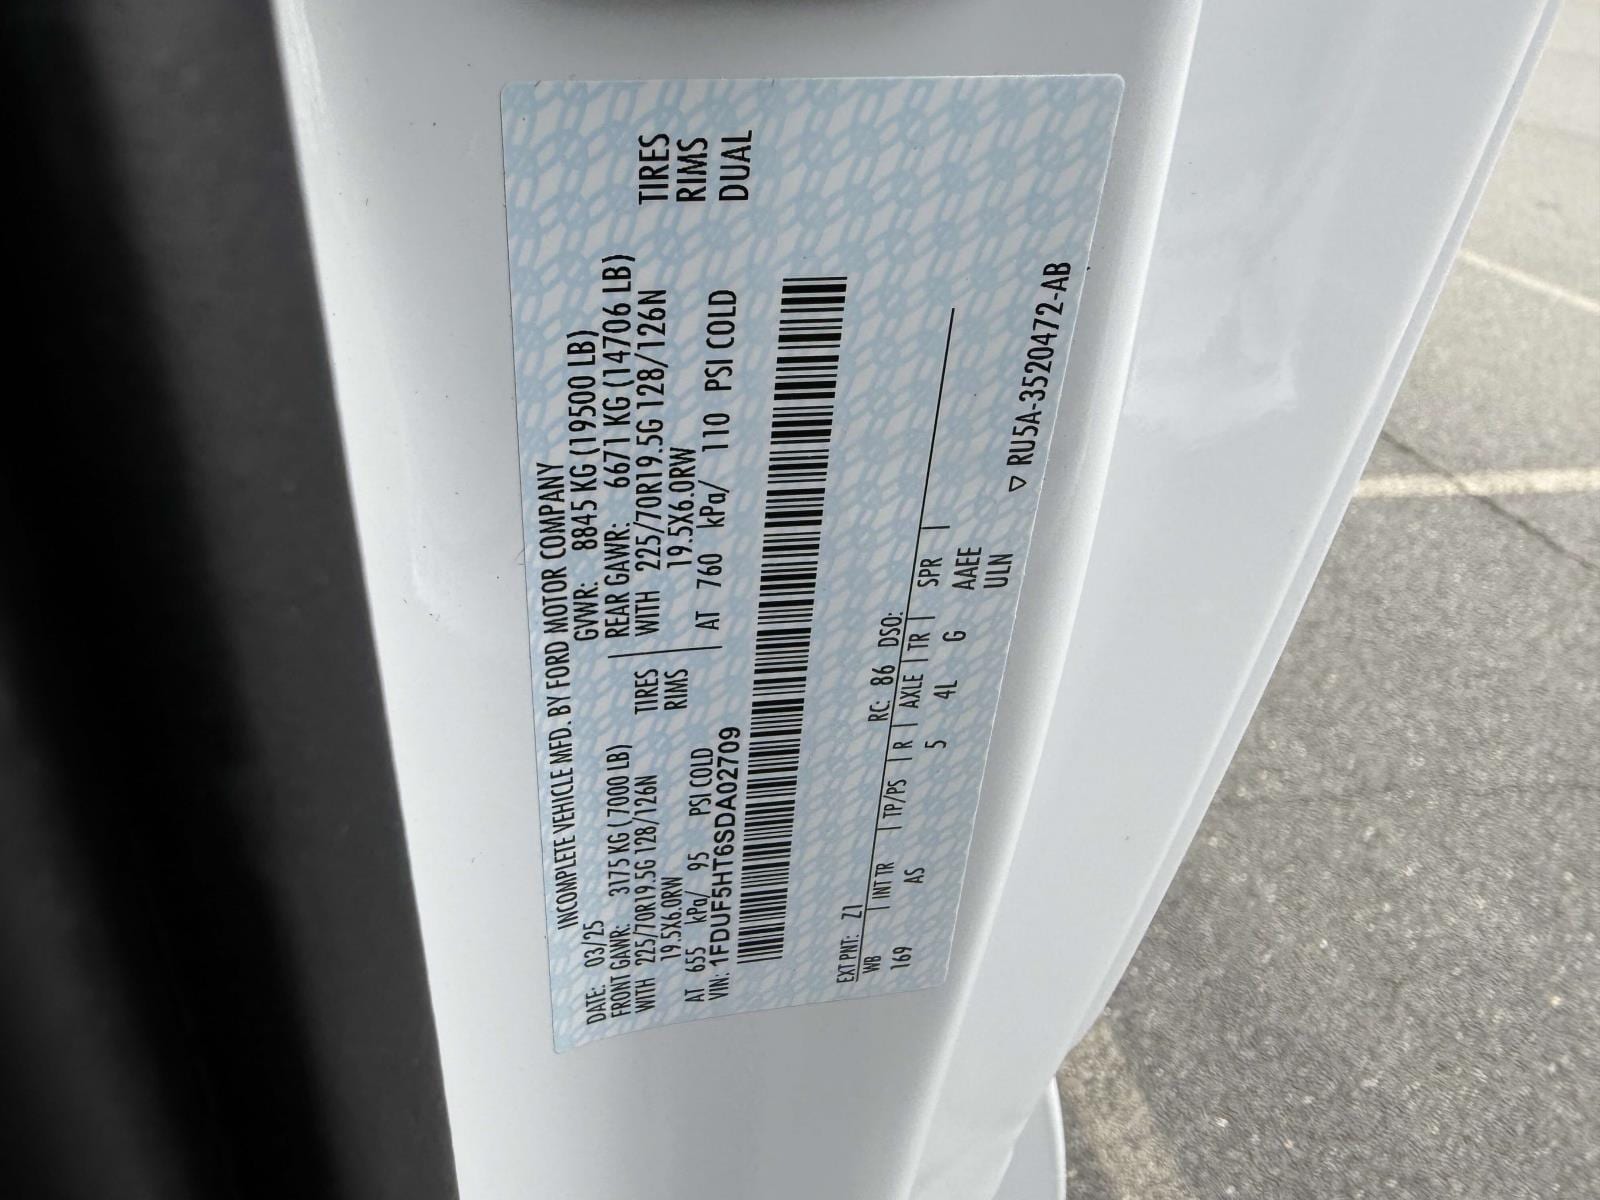 INCOMPLETE VEHICLE MFD. BY FORD MOTOR COMPANY
DATE: 03/25 GVWR: 8845 KG (19500 LB)
FRONT GAWR: 3175 KG (7000 LB) REAR GAWR: 6671 KG (14706 LB)
WITH 225/70R19.5G 128/126N TIRES WITH 225/70R19.5G 128/126N TIRES
19.5X6.0RW RIMS 19.5X6.0RW RIMS
AT 655 kPa/ 95 PSI COLD AT 760 kPa/ 110 PSI COLD DUAL
VIN: 1FDUF5HT6SDA02709
EXT PNT: Z1 RC: 86 DSO:
WB INT TR TP/PS R AXLE TR SPR
169 AS 5 4L G AAEE
ULN
▽ RU5A-3520472-AB